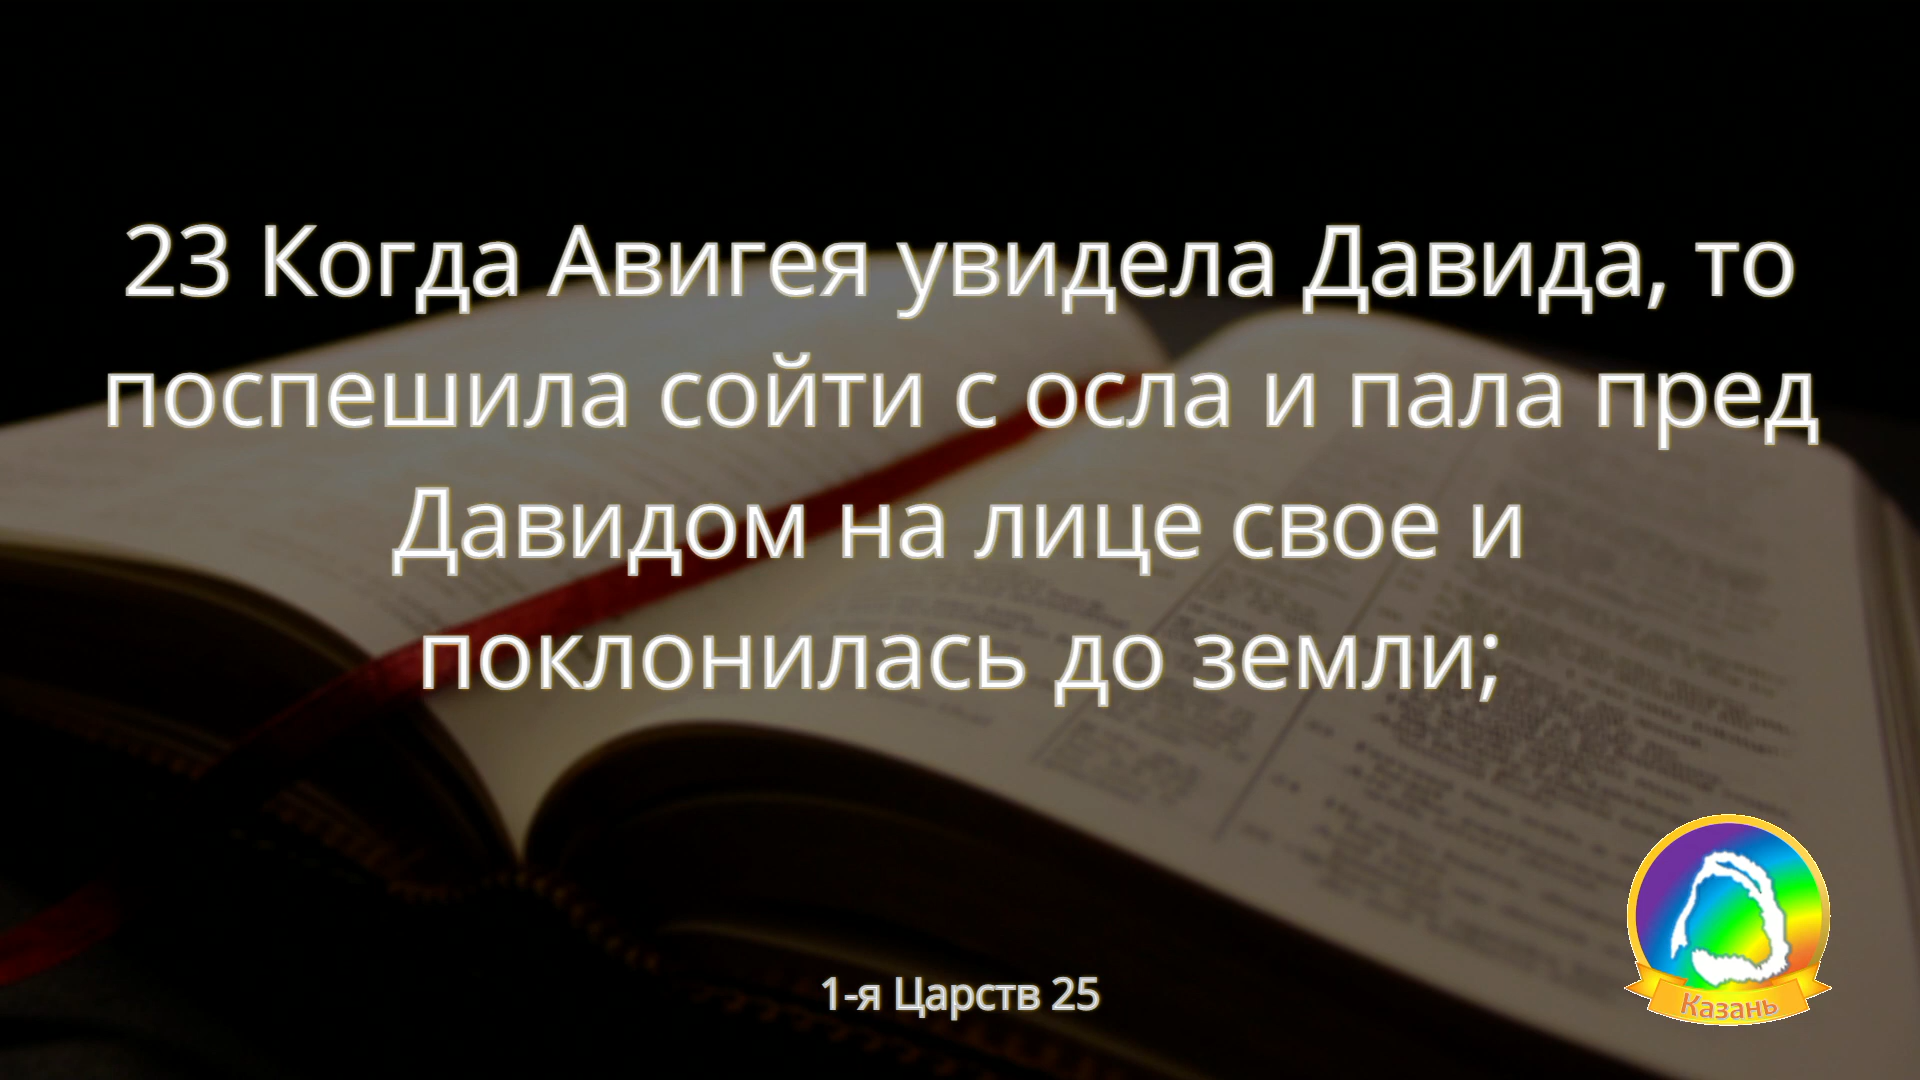 23 Когда Авигея увидела Давида, то
поспешила сойти с осла и пала пред
Давидом на лице свое и
поклонилась до земли;
1-я Царств 25
Казань